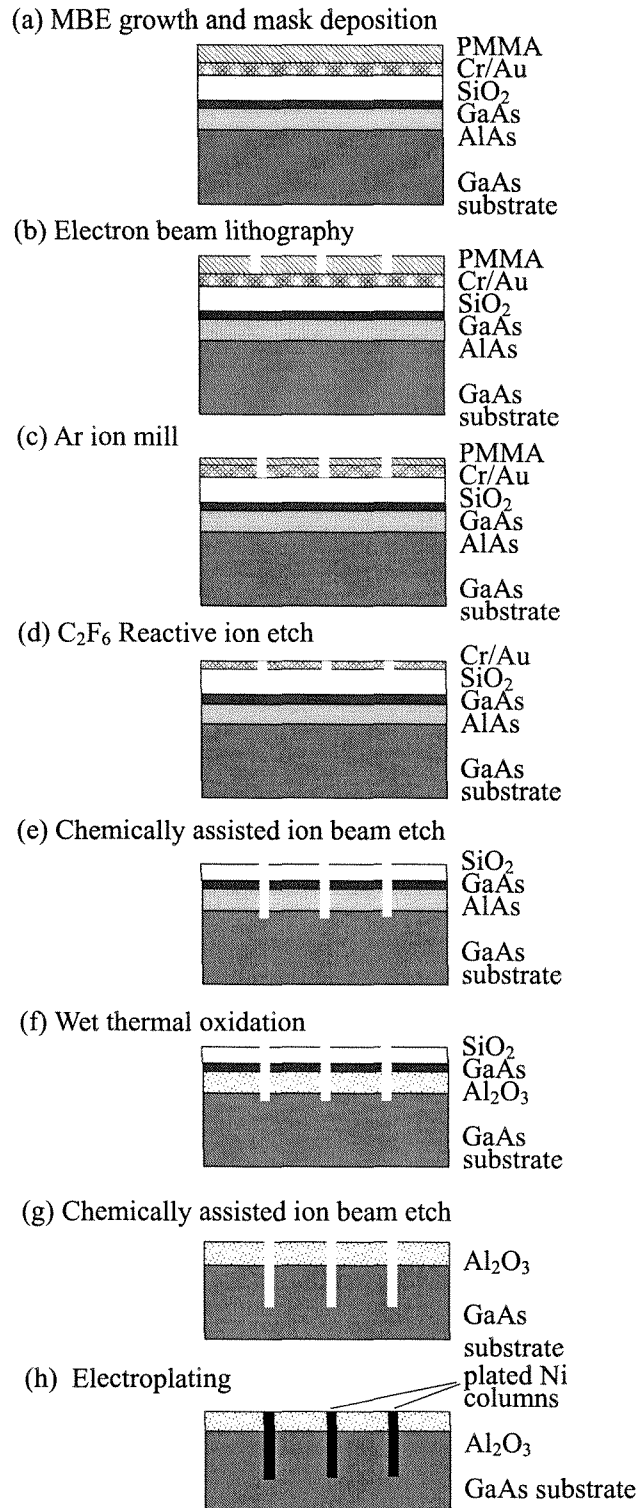 (a) MBE growth and mask deposition
PMMA
Cr/Au
SiO₂
GaAs
AlAs
GaAs
substrate
(b) Electron beam lithography
PMMA
Cr/Au
SiO₂
GaAs
AlAs
GaAs
substrate
(c) Ar ion mill
PMMA
Cr/Au
SiO₂
GaAs
AlAs
GaAs
substrate
(d) C₂F₆ Reactive ion etch
Cr/Au
SiO₂
GaAs
AlAs
GaAs
substrate
(e) Chemically assisted ion beam etch
SiO₂
GaAs
AlAs
GaAs
substrate
(f) Wet thermal oxidation
SiO₂
GaAs
Al₂O₃
GaAs
substrate
(g) Chemically assisted ion beam etch
Al₂O₃
GaAs
substrate
(h) Electroplating
plated Ni
columns
Al₂O₃
GaAs substrate